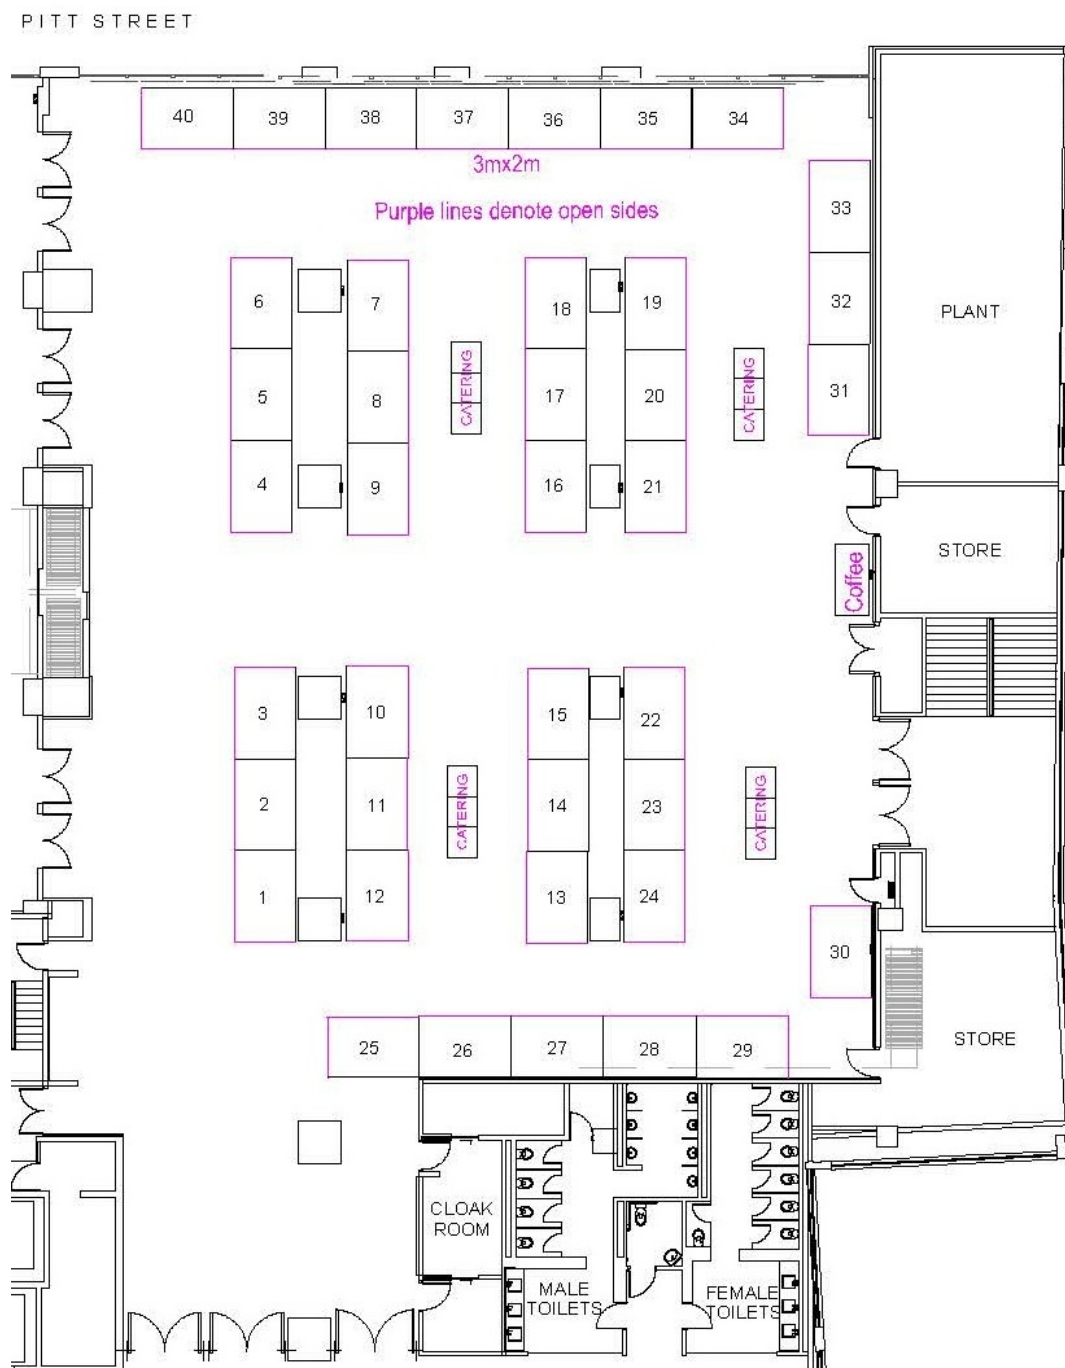 PITT STREET
40 39 38 37 36 35 34
3mx2m
Purple lines denote open sides
33
32
31
PLANT
6 7 18 19
5 8 17 20
4 9 16 21
CATERING
CATERING
STORE
Coffee
3 10 15 22
2 11 14 23
1 12 13 24
CATERING
CATERING
30
STORE
25 26 27 28 29
CLOAK
ROOM
MALE
TOILETS
FEMALE
TOILETS